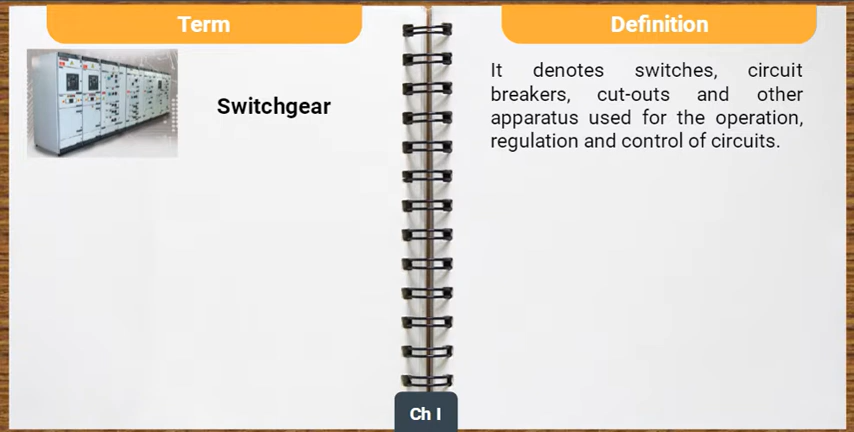 Term
Definition
Switchgear
It denotes switches, circuit
breakers, cut-outs and other
apparatus used for the operation,
regulation and control of circuits.
Ch I